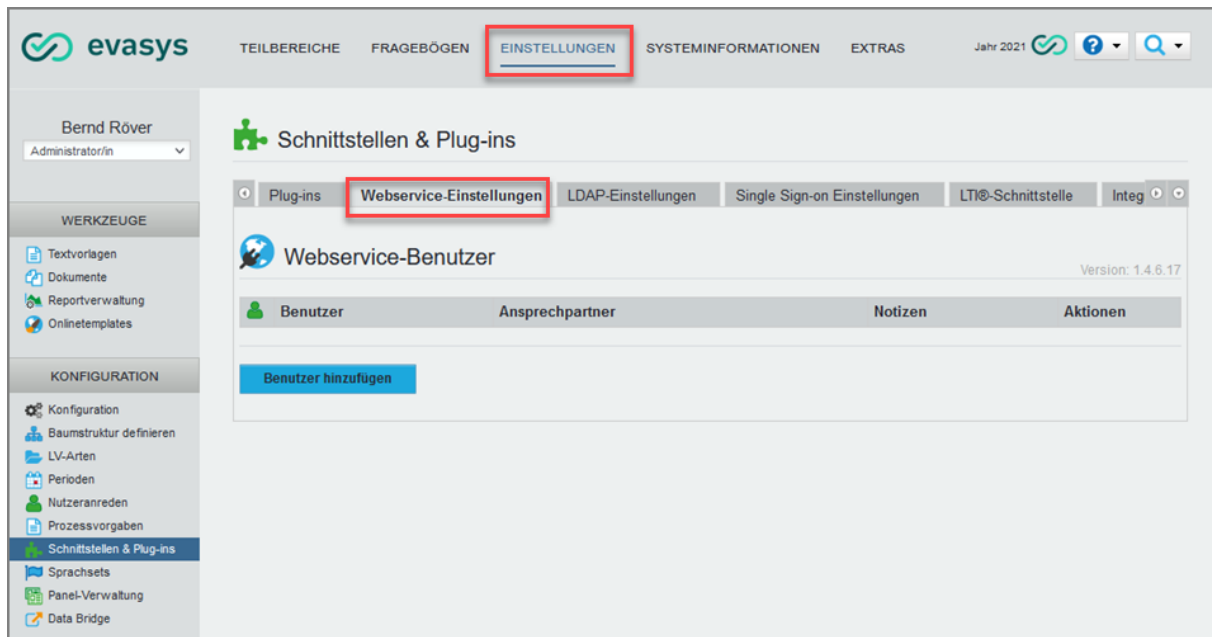 evasys
TEILBEREICHE FRAGEBÖGEN EINSTELLUNGEN SYSTEMINFORMATIONEN EXTRAS Jahr 2021
Bernd Röver
Administrator/in
Schnittstellen & Plug-ins
Plug-ins Webservice-Einstellungen LDAP-Einstellungen Single Sign-on Einstellungen LTI®-Schnittstelle Integ
WERKZEUGE
Textvorlagen
Dokumente
Reportverwaltung
Onlinetemplates
Webservice-Benutzer
Version: 1.4.6.17
Benutzer Ansprechpartner Notizen Aktionen
Benutzer hinzufügen
KONFIGURATION
Konfiguration
Baumstruktur definieren
LV-Arten
Perioden
Nutzeranreden
Prozessvorgaben
Schnittstellen & Plug-ins
Sprachsets
Panel-Verwaltung
Data Bridge